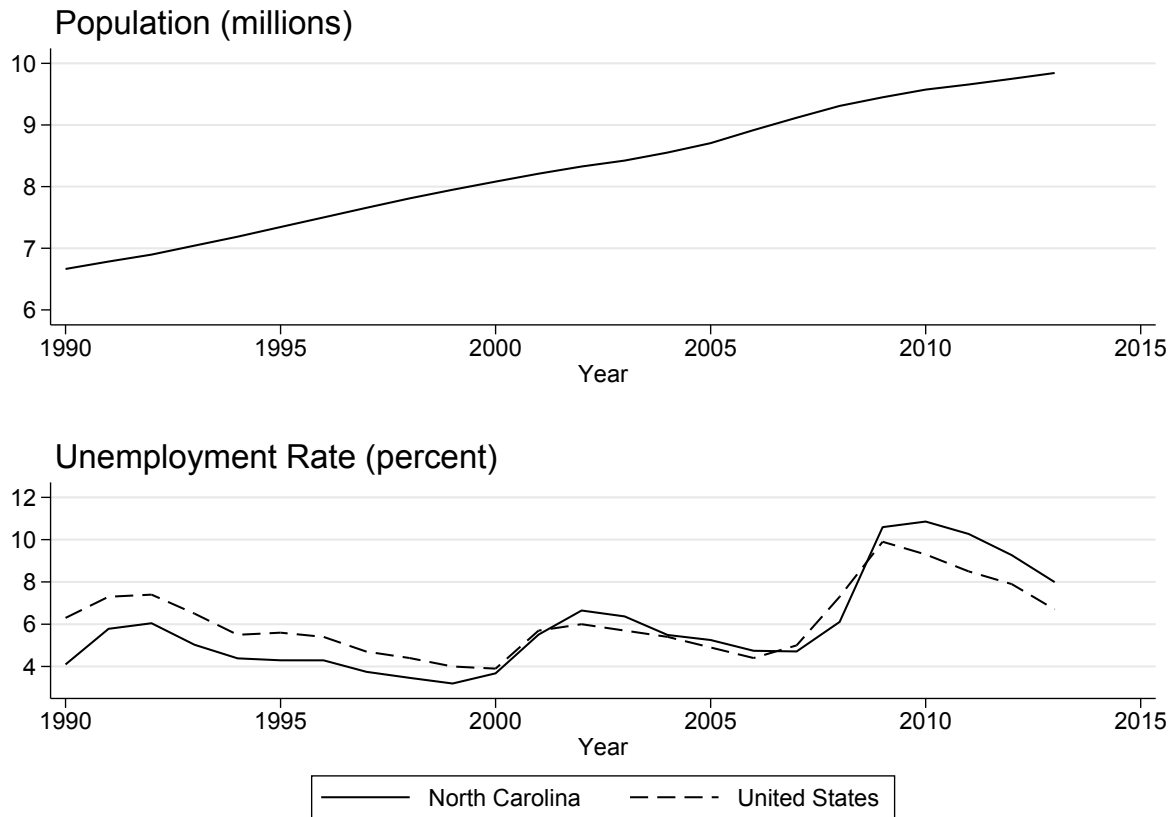 Population (millions)
10
9
8
7
6
1990 1995 2000 2005 2010 2015
Year
Unemployment Rate (percent)
12
10
8
6
4
1990 1995 2000 2005 2010 2015
Year
North Carolina United States